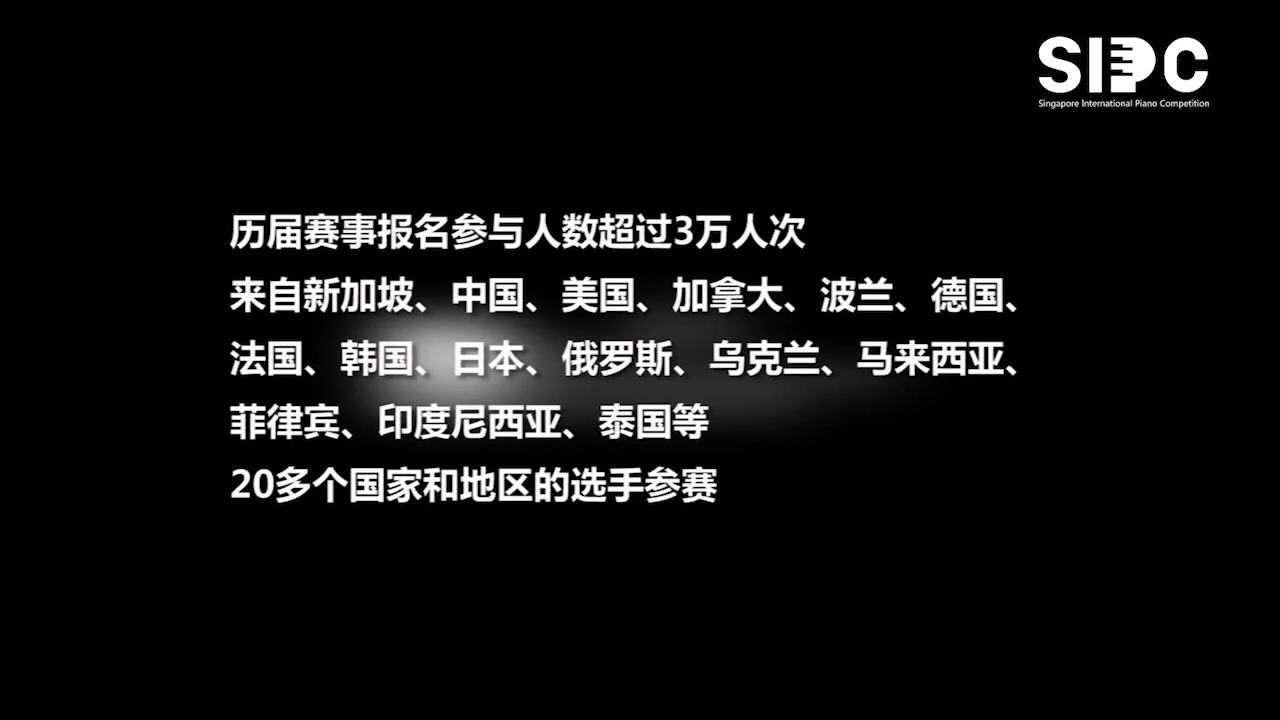 SIPC
Singapore International Piano Competition
历届赛事报名参与人数超过3万人次
来自新加坡、中国、美国、加拿大、波兰、德国、
法国、韩国、日本、俄罗斯、乌克兰、马来西亚、
菲律宾、印度尼西亚、泰国等
20多个国家和地区的选手参赛